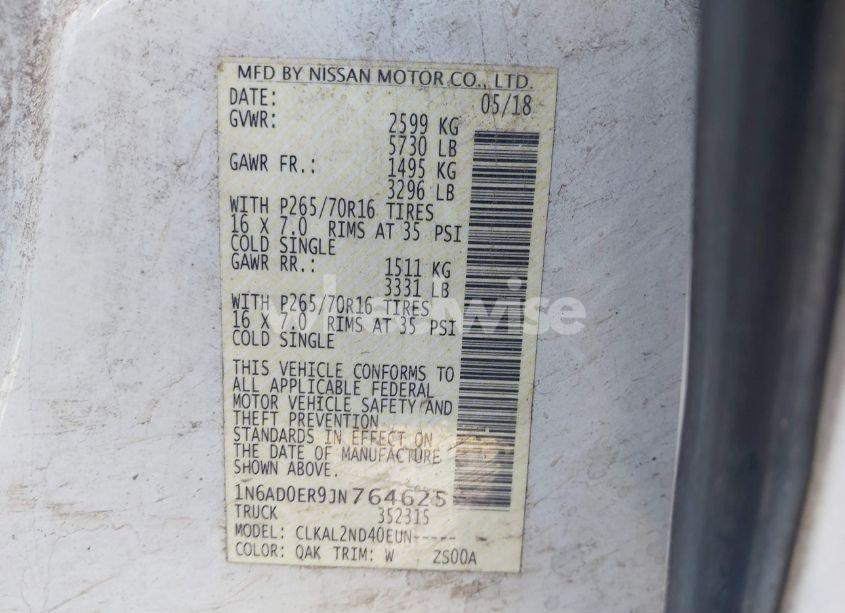 MFD BY NISSAN MOTOR CO., LTD.
DATE: 05/18
GVWR: 2599 KG
5730 LB
GAWR FR.: 1495 KG
3296 LB
WITH P265/70R16 TIRES
16 X 7.0 RIMS AT 35 PSI
COLD SINGLE
GAWR RR.: 1511 KG
3331 LB
WITH P265/70R16 TIRES
16 X 7.0 RIMS AT 35 PSI
COLD SINGLE
THIS VEHICLE CONFORMS TO
ALL APPLICABLE FEDERAL
MOTOR VEHICLE SAFETY AND
THEFT PREVENTION
STANDARDS IN EFFECT ON
THE DATE OF MANUFACTURE
SHOWN ABOVE.
1N6AD0ER9JN764625
TRUCK 352315
MODEL: CLKAL2ND40EUN-----
COLOR: QAK TRIM: W ZS00A